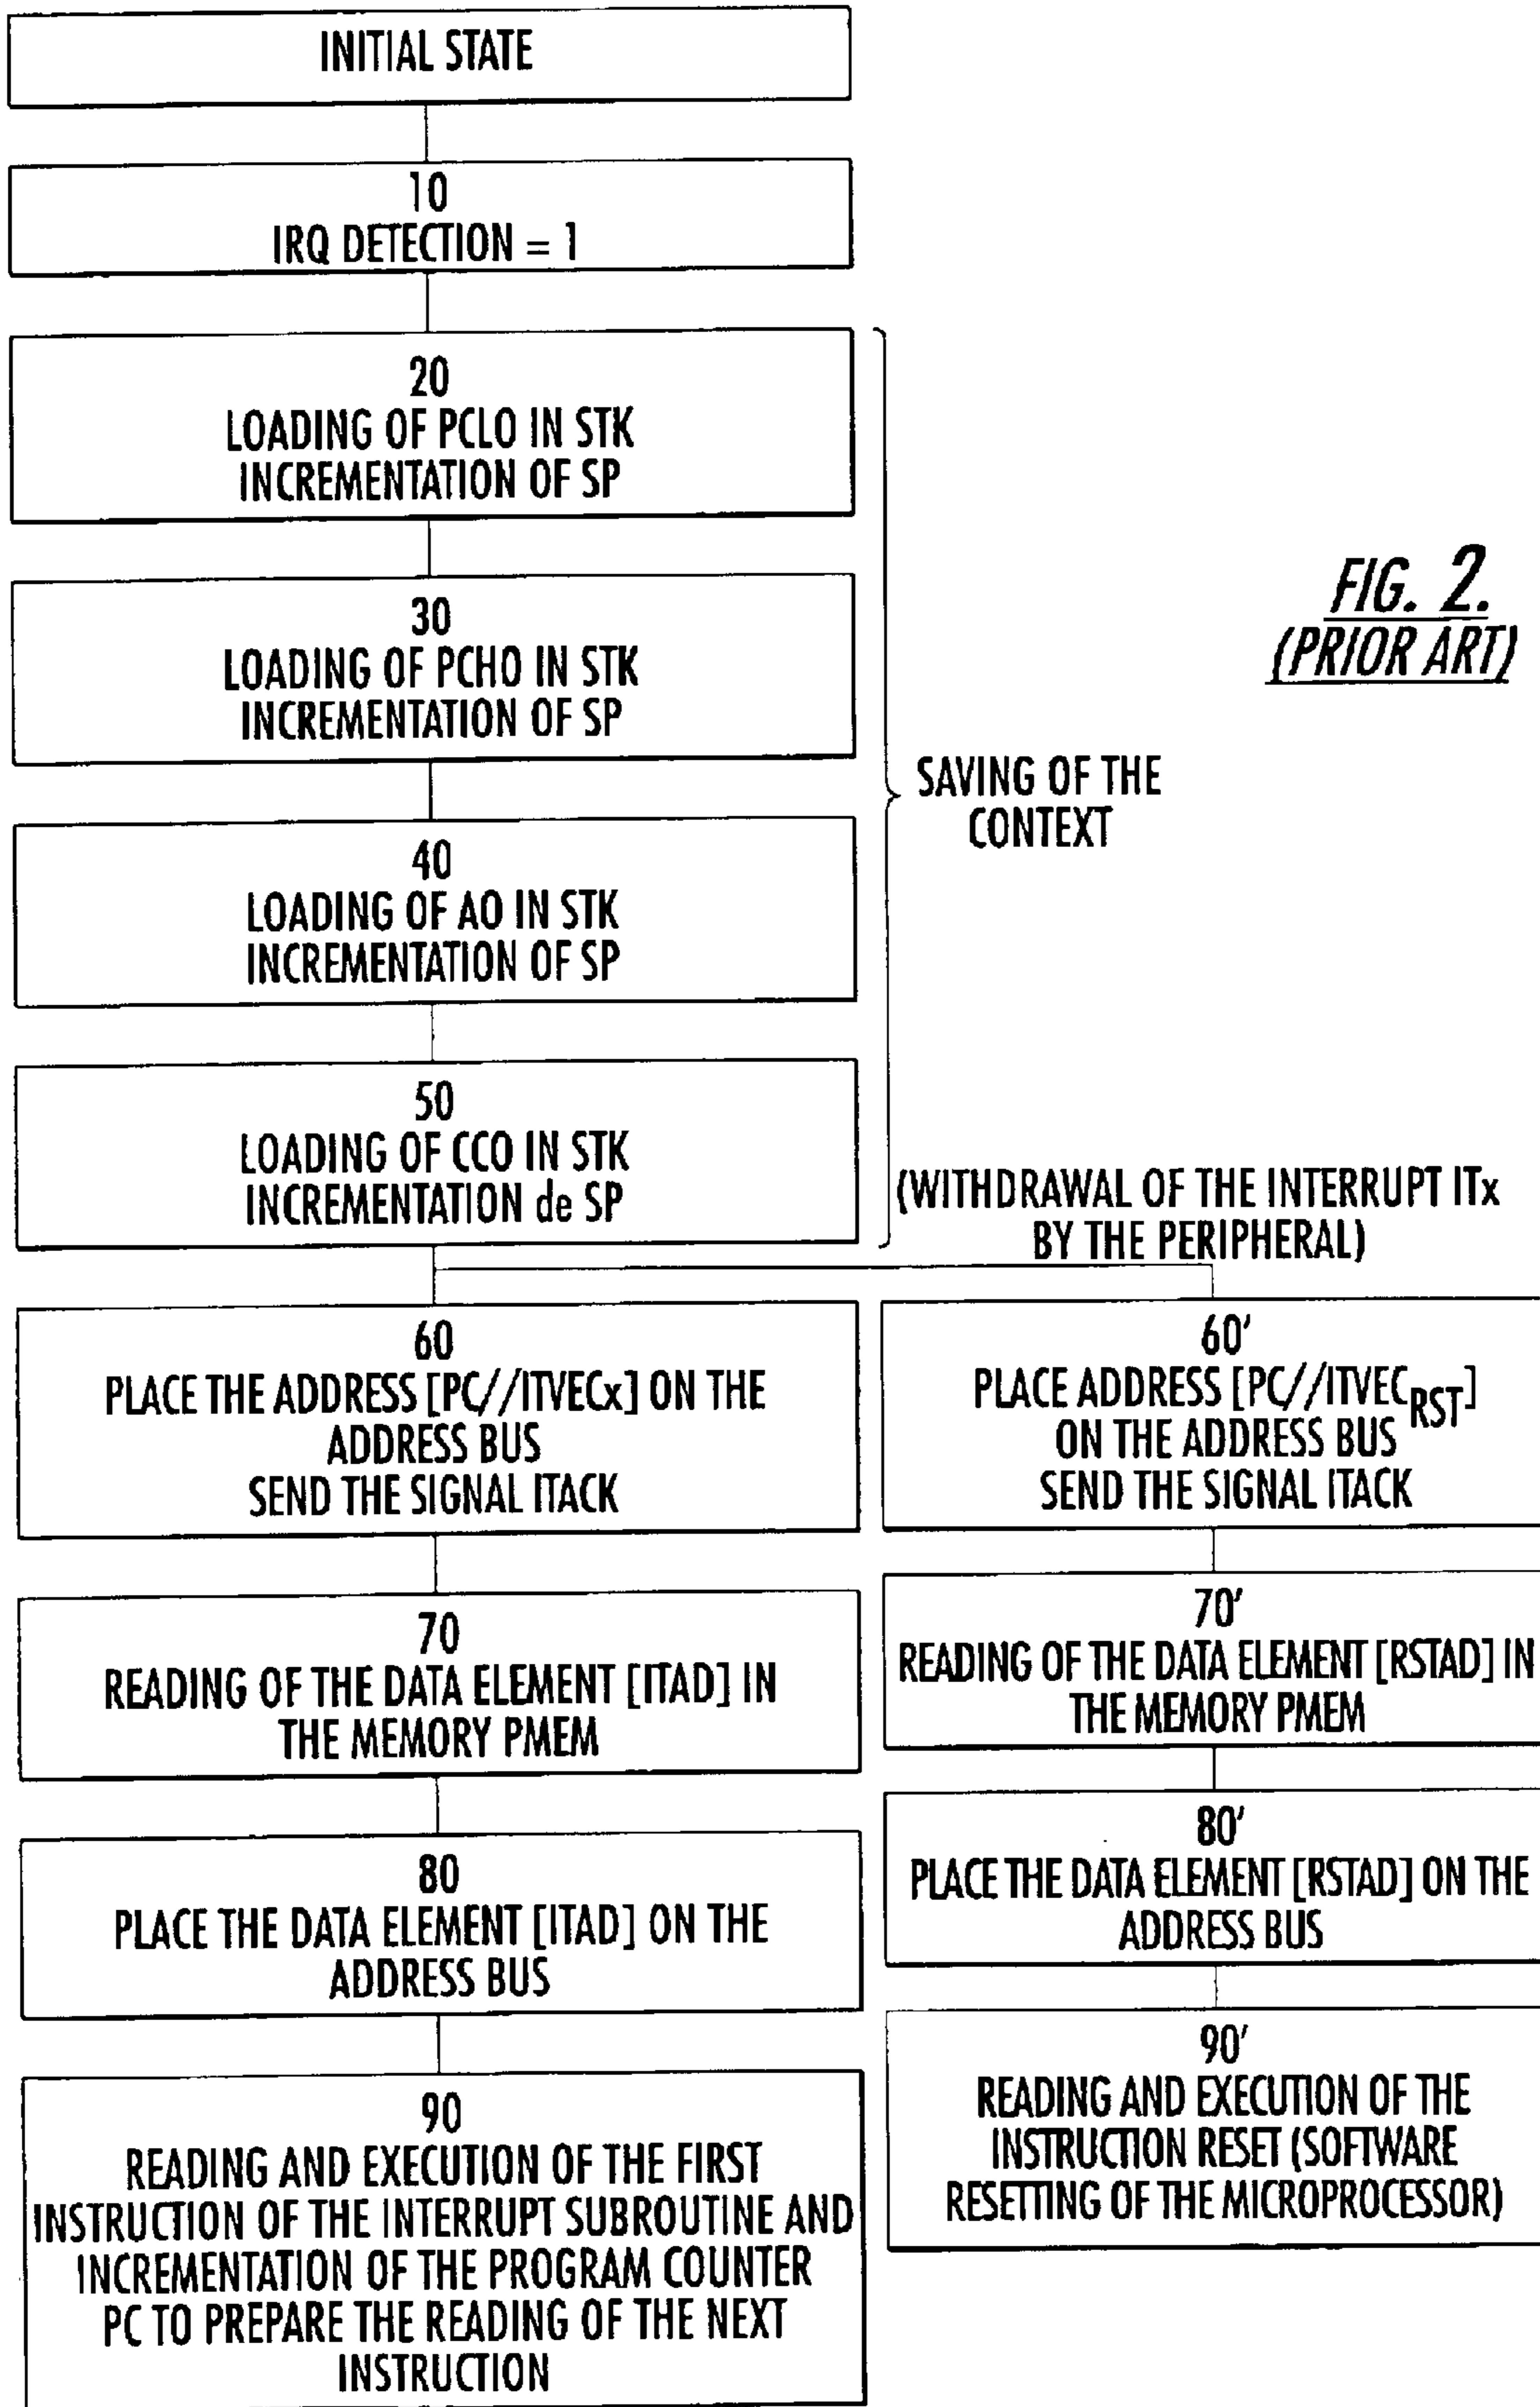 INITIAL STATE
10
IRQ DETECTION = 1
20
LOADING OF PCLO IN STK
INCREMENTATION OF SP
30
LOADING OF PCHO IN STK
INCREMENTATION OF SP
40
LOADING OF AO IN STK
INCREMENTATION OF SP
50
LOADING OF CCO IN STK
INCREMENTATION de SP
SAVING OF THE
CONTEXT
FIG. 2.
(PRIOR ART)
(WITHDRAWAL OF THE INTERRUPT ITx
BY THE PERIPHERAL)
60
PLACE THE ADDRESS [PC//ITVECx] ON THE
ADDRESS BUS
SEND THE SIGNAL ITACK
70
READING OF THE DATA ELEMENT [ITAD] IN
THE MEMORY PMEM
80
PLACE THE DATA ELEMENT [ITAD] ON THE
ADDRESS BUS
90
READING AND EXECUTION OF THE FIRST
INSTRUCTION OF THE INTERRUPT SUBROUTINE AND
INCREMENTATION OF THE PROGRAM COUNTER
PC TO PREPARE THE READING OF THE NEXT
INSTRUCTION
60'
PLACE ADDRESS [PC//ITVECRST]
ON THE ADDRESS BUS
SEND THE SIGNAL ITACK
70'
READING OF THE DATA ELEMENT [RSTAD] IN
THE MEMORY PMEM
80'
PLACE THE DATA ELEMENT [RSTAD] ON THE
ADDRESS BUS
90'
READING AND EXECUTION OF THE
INSTRUCTION RESET (SOFTWARE
RESETTING OF THE MICROPROCESSOR)